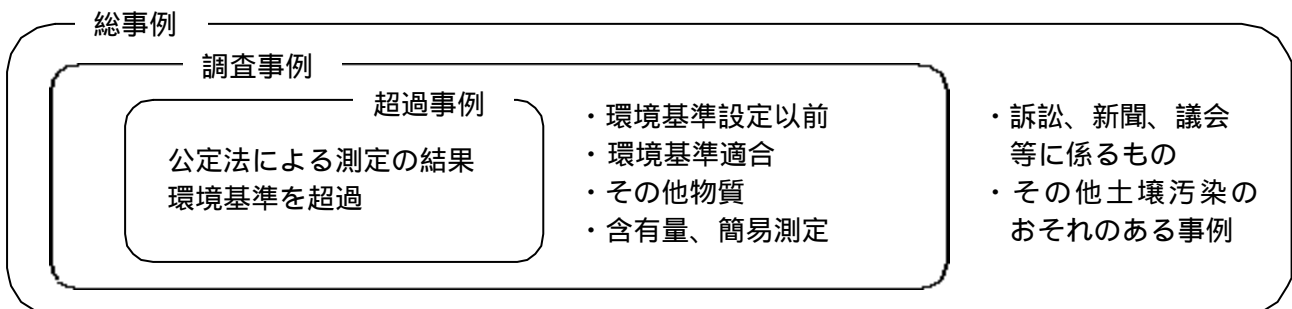 総事例
調査事例
超過事例
公定法による測定の結果
環境基準を超過
・環境基準設定以前
・環境基準適合
・その他物質
・含有量、簡易測定
・訴訟、新聞、議会
等に係るもの
・その他土壌汚染の
おそれのある事例